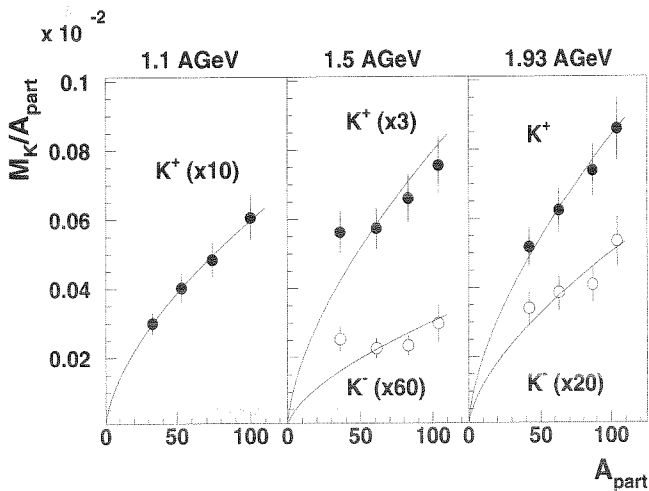 x 10⁻²
1.1 AGeV 1.5 AGeV 1.93 AGeV
M_K/A_part
0.1
0.08
0.06
0.04
0.02
K⁺ (x10)
K⁺ (x3)
K⁻ (x60)
K⁺
K⁻ (x20)
0 50 100 0 50 100 0 50 100
A_part